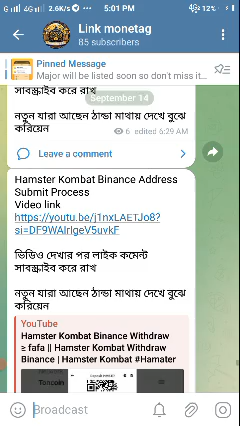 4G 4G 2.6K/s 5:01 PM 12%
Link monetag
85 subscribers
Pinned Message
Major will be listed soon so don't miss it...
সাবস্ক্রাইব করে রাখ
September 14
নতুন যারা আছেন ঠান্ডা মাথায় দেখে বুঝে
করিয়েন
6 edited 6:29 AM
Leave a comment
Hamster Kombat Binance Address
Submit Process
Video link
https://youtu.be/j1nxLAETJo8?
si=DF9WAlrIgeV5uvkF
ভিডিও দেখার পর লাইক কমেন্ট
সাবস্ক্রাইব করে রাখ
নতুন যারা আছেন ঠান্ডা মাথায় দেখে বুঝে
করিয়েন
YouTube
Hamster Kombat Binance Withdraw
≥ fafa || Hamster Kombat Withdraw
Binance | Hamster Kombat #Hamater
Toncoin
Broadcast